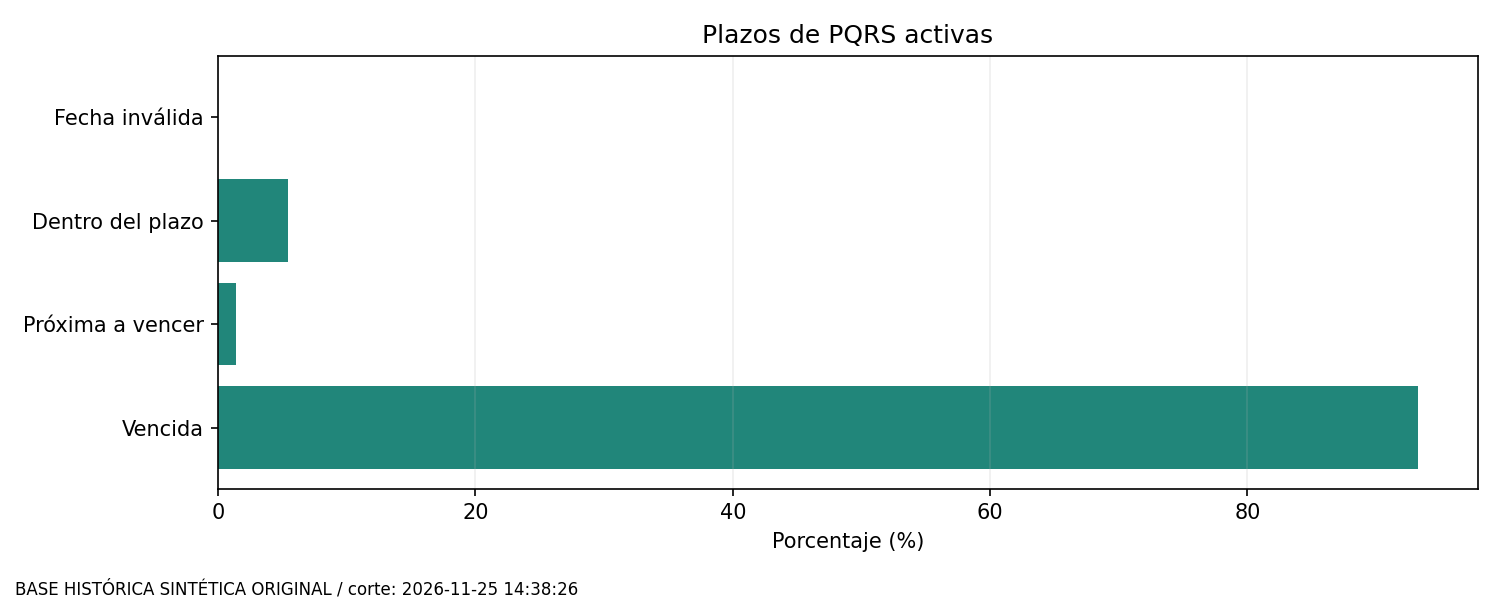 Plazos de PQRS activas
Fecha inválida
Dentro del plazo
Próxima a vencer
Vencida
0 20 40 60 80
Porcentaje (%)
BASE HISTÓRICA SINTÉTICA ORIGINAL / corte: 2026-11-25 14:38:26